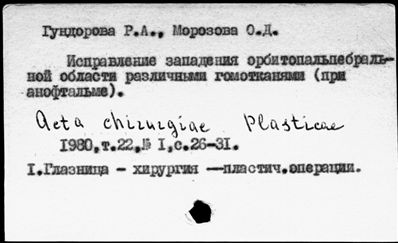 Гундорова Р.А., Морозова О.Д.
Исправление западения орбитопальпебраль-
ной области различными гомотканями (при
анофтальме).
Acta chirurgiae Plasticae
1980,т.22,№ 1,с.26-31.
I.Глазница - хирургия —пластич.операции.